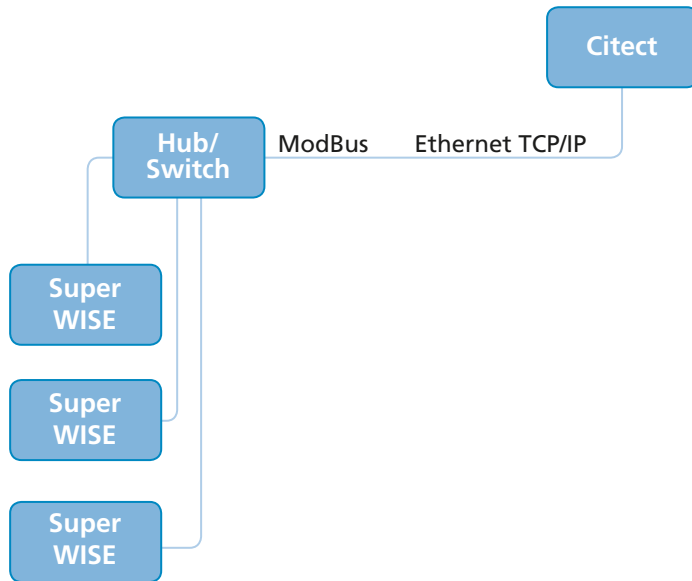 Citect
Hub/
Switch
ModBus Ethernet TCP/IP
Super
WISE
Super
WISE
Super
WISE